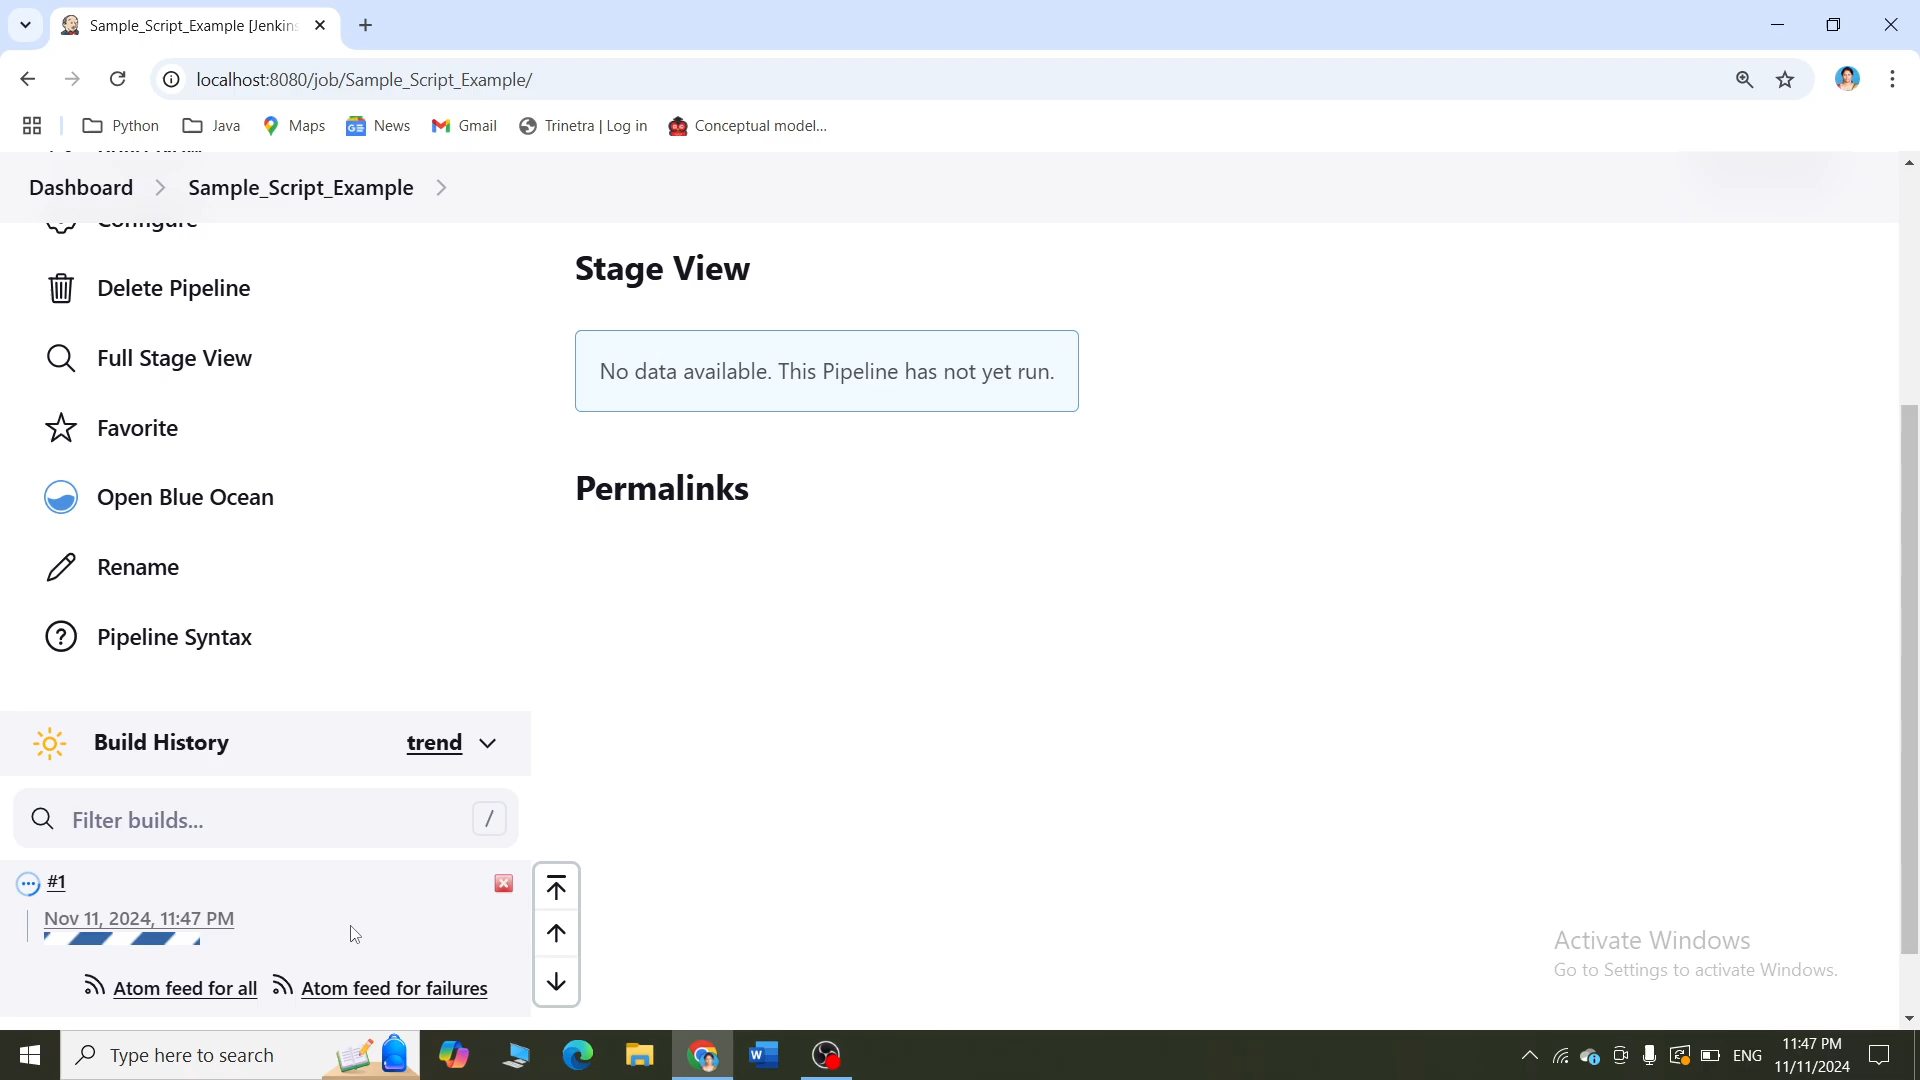 Sample_Script_Example [Jenkins
localhost:8080/job/Sample_Script_Example/
Python
Java
Maps
News
Gmail
Trinetra | Log in
Conceptual model...
Dashboard
Sample_Script_Example
Configure
Delete Pipeline
Full Stage View
Favorite
Open Blue Ocean
Rename
Pipeline Syntax
Stage View
No data available. This Pipeline has not yet run.
Permalinks
Build History
trend
Filter builds...
/
#1
Nov 11, 2024, 11:47 PM
Atom feed for all
Atom feed for failures
Activate Windows
Go to Settings to activate Windows.
Type here to search
ENG
11:47 PM
11/11/2024